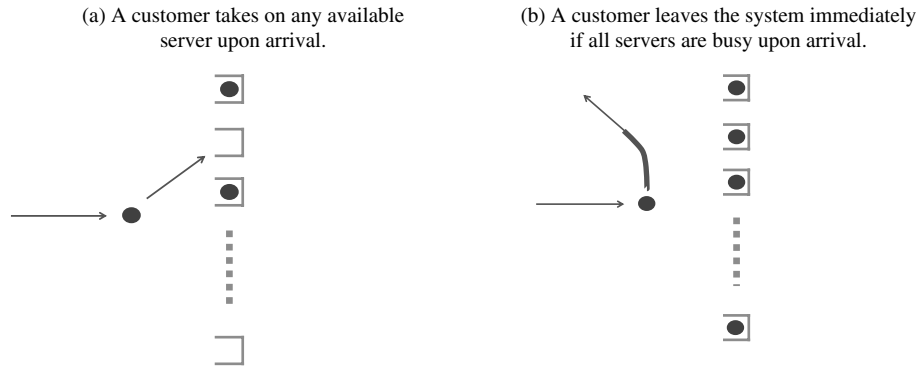 (a) A customer takes on any available
server upon arrival.
(b) A customer leaves the system immediately
if all servers are busy upon arrival.